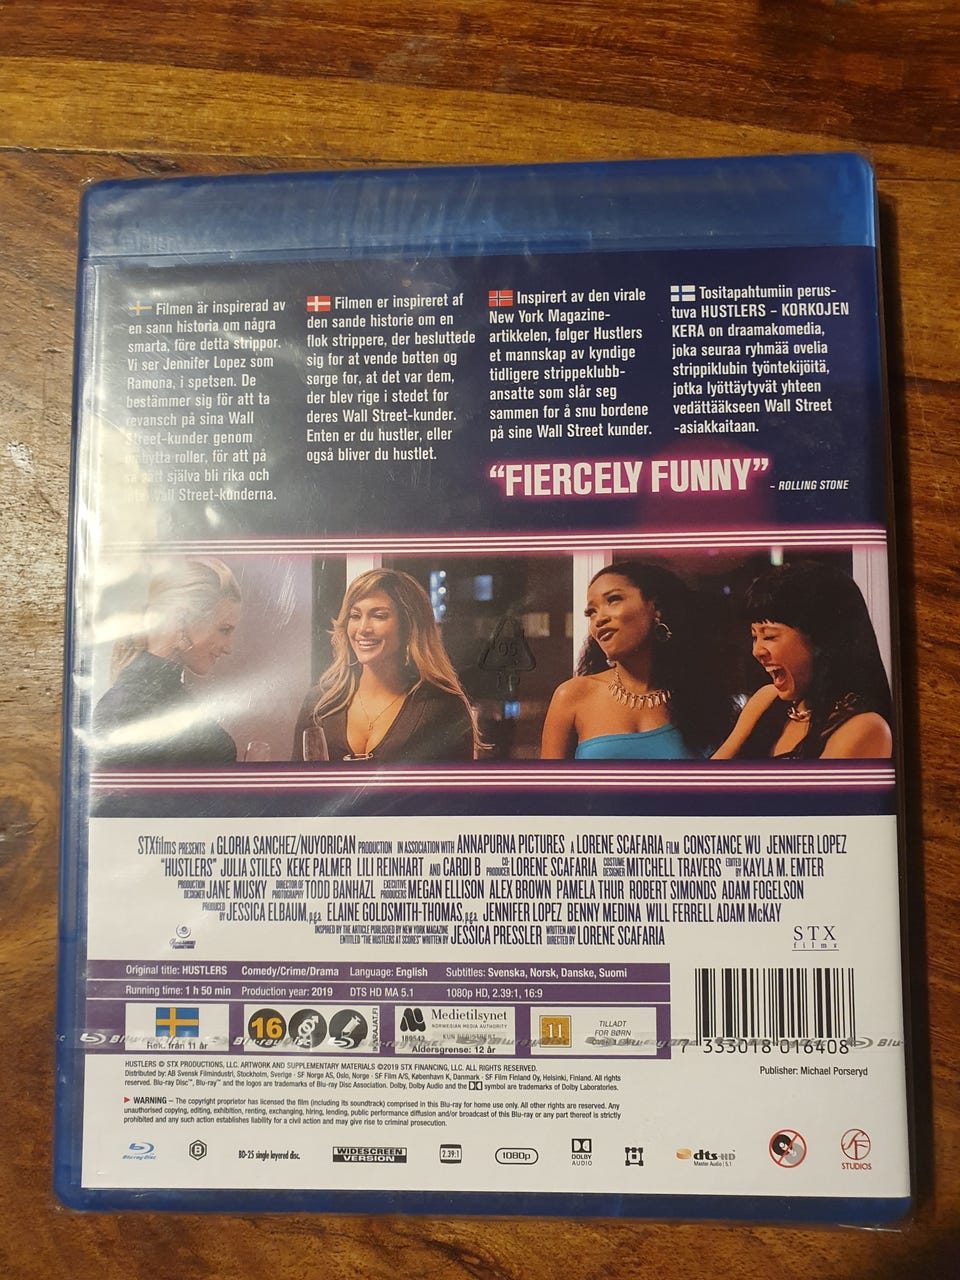 Filmen är inspirerad av
en sann historia om några
smarta, före detta strippor.
Vi ser Jennifer Lopez som
Ramona, i spetsen. De
bestämmer sig för att ta
revansch på sina Wall
Street-kunder genom
ombytta roller, för att på
så sätt själva bli rika och
inte Wall Street-kunderna.
Filmen er inspireret af
den sande historie om en
flok strippere, der besluttede
sig for at vende bøtten og
sørge for, at det var dem,
der blev rige i stedet for
deres Wall Street-kunder.
Enten er du hustler, eller
også bliver du hustlet.
Inspirert av den virale
New York Magazine-
artikkelen, følger Hustlers
et mannskap av kyndige
tidligere strippeklubb-
ansatte som slår seg
sammen for å snu bordene
på sine Wall Street kunder.
Tositapahtumiin perus-
tuva HUSTLERS – KORKOJEN
KERA on draamakomedia,
joka seuraa ryhmää ovelia
strippiklubin työntekijöitä,
jotka lyöttäytyvät yhteen
vedättääkseen Wall Street
-asiakkaitaan.
"FIERCELY FUNNY"
- ROLLING STONE
STXfilms PRESENTS A GLORIA SANCHEZ/NUYORICAN PRODUCTION IN ASSOCIATION WITH ANNAPURNA PICTURES A LORENE SCAFARIA FILM CONSTANCE WU JENNIFER LOPEZ
"HUSTLERS" JULIA STILES KEKE PALMER LILI REINHART AND CARDI B CO-PRODUCER LORENE SCAFARIA COSTUME DESIGNER MITCHELL TRAVERS EDITED BY KAYLA M. EMTER
PRODUCTION DESIGNER JANE MUSKY DIRECTOR OF PHOTOGRAPHY TODD BANHAZL EXECUTIVE PRODUCERS MEGAN ELLISON ALEX BROWN PAMELA THUR ROBERT SIMONDS ADAM FOGELSON
PRODUCED BY JESSICA ELBAUM, p.g.a. ELAINE GOLDSMITH-THOMAS, p.g.a. JENNIFER LOPEZ BENNY MEDINA WILL FERRELL ADAM McKAY
INSPIRED BY THE ARTICLE PUBLISHED BY NEW YORK MAGAZINE ENTITLED "THE HUSTLERS AT SCORES" WRITTEN BY JESSICA PRESSLER WRITTEN AND DIRECTED BY LORENE SCAFARIA
STX
films
Original title: HUSTLERS Comedy/Crime/Drama Language: English Subtitles: Svenska, Norsk, Danske, Suomi
Running time: 1 h 50 min Production year: 2019 DTS HD MA 5.1 1080p HD, 2.39:1, 16:9
Rek. från 11 år
16
IKARAJAT.FI
Medietilsynet
NORWEGIAN MEDIA AUTHORITY
Aldersgrense: 12 år
11
TILLADT
FOR BØRN
7 333018 016408
Publisher: Michael Porseryd
HUSTLERS © STX PRODUCTIONS, LLC. ARTWORK AND SUPPLEMENTARY MATERIALS ©2019 STX FINANCING, LLC. ALL RIGHTS RESERVED.
Distributed by: AB Svensk Filmindustri, Stockholm, Sverige · SF Norge AS, Oslo, Norge · SF Film A/S, København K, Danmark · SF Film Finland Oy, Helsinki, Finland. All rights
reserved. Blu-ray Disc™, Blu-ray™ and the logos are trademarks of Blu-ray Disc Association. Dolby, Dolby Audio and the symbol are trademark of Dolby Laboratories.
WARNING – The copyright proprietor has licensed the film (including its soundtrack) comprised in this Blu-ray for home use only. All other rights are reserved. Any
unauthorised copying, editing, exhibition, renting, exchanging, hiring, lending, public performance diffusion and/or broadcast of this Blu-ray or any part thereof is strictly
prohibited and any such action establishes liability for a civil action and may give rise to criminal prosecution.
Blu-ray Disc
B
BD-25 single layered disc.
WIDESCREEN
VERSION
2.39:1
1080p
DOLBY
AUDIO
dts-HD
Master Audio | 5.1
SF
STUDIOS